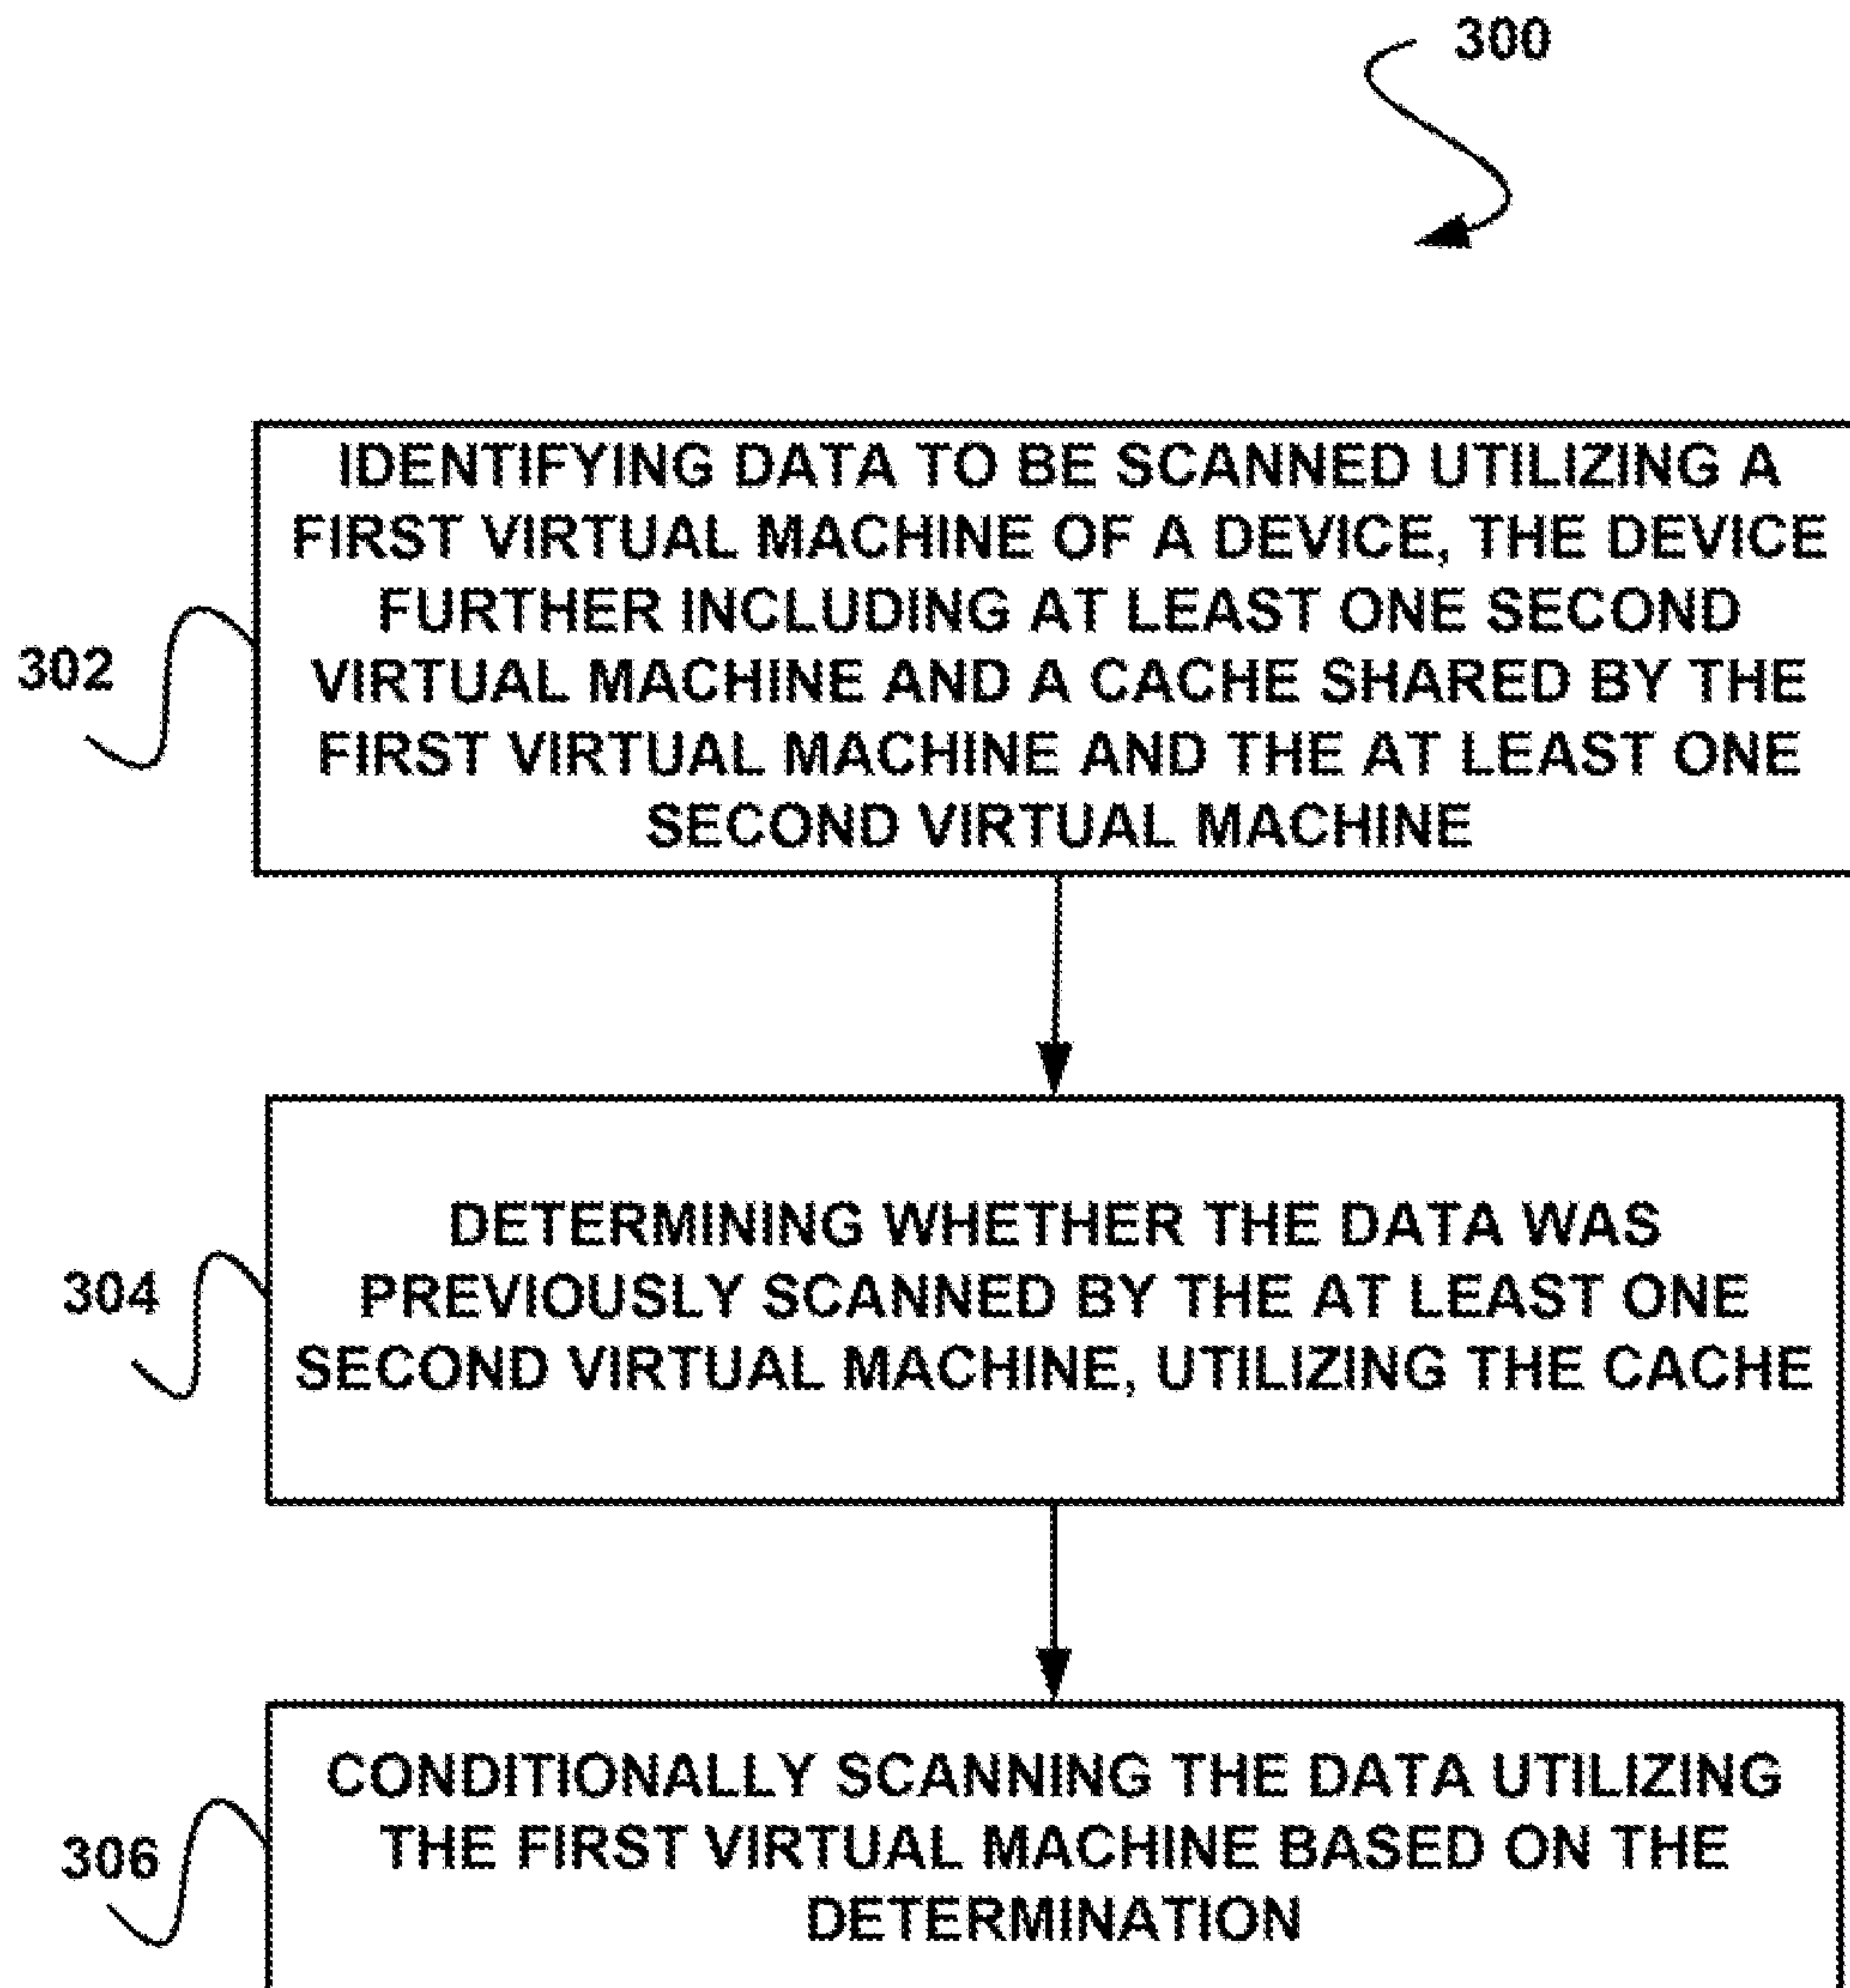 300
IDENTIFYING DATA TO BE SCANNED UTILIZING A
FIRST VIRTUAL MACHINE OF A DEVICE, THE DEVICE
FURTHER INCLUDING AT LEAST ONE SECOND
VIRTUAL MACHINE AND A CACHE SHARED BY THE
FIRST VIRTUAL MACHINE AND THE AT LEAST ONE
SECOND VIRTUAL MACHINE
302
DETERMINING WHETHER THE DATA WAS
PREVIOUSLY SCANNED BY THE AT LEAST ONE
SECOND VIRTUAL MACHINE, UTILIZING THE CACHE
304
CONDITIONALLY SCANNING THE DATA UTILIZING
THE FIRST VIRTUAL MACHINE BASED ON THE
DETERMINATION
306